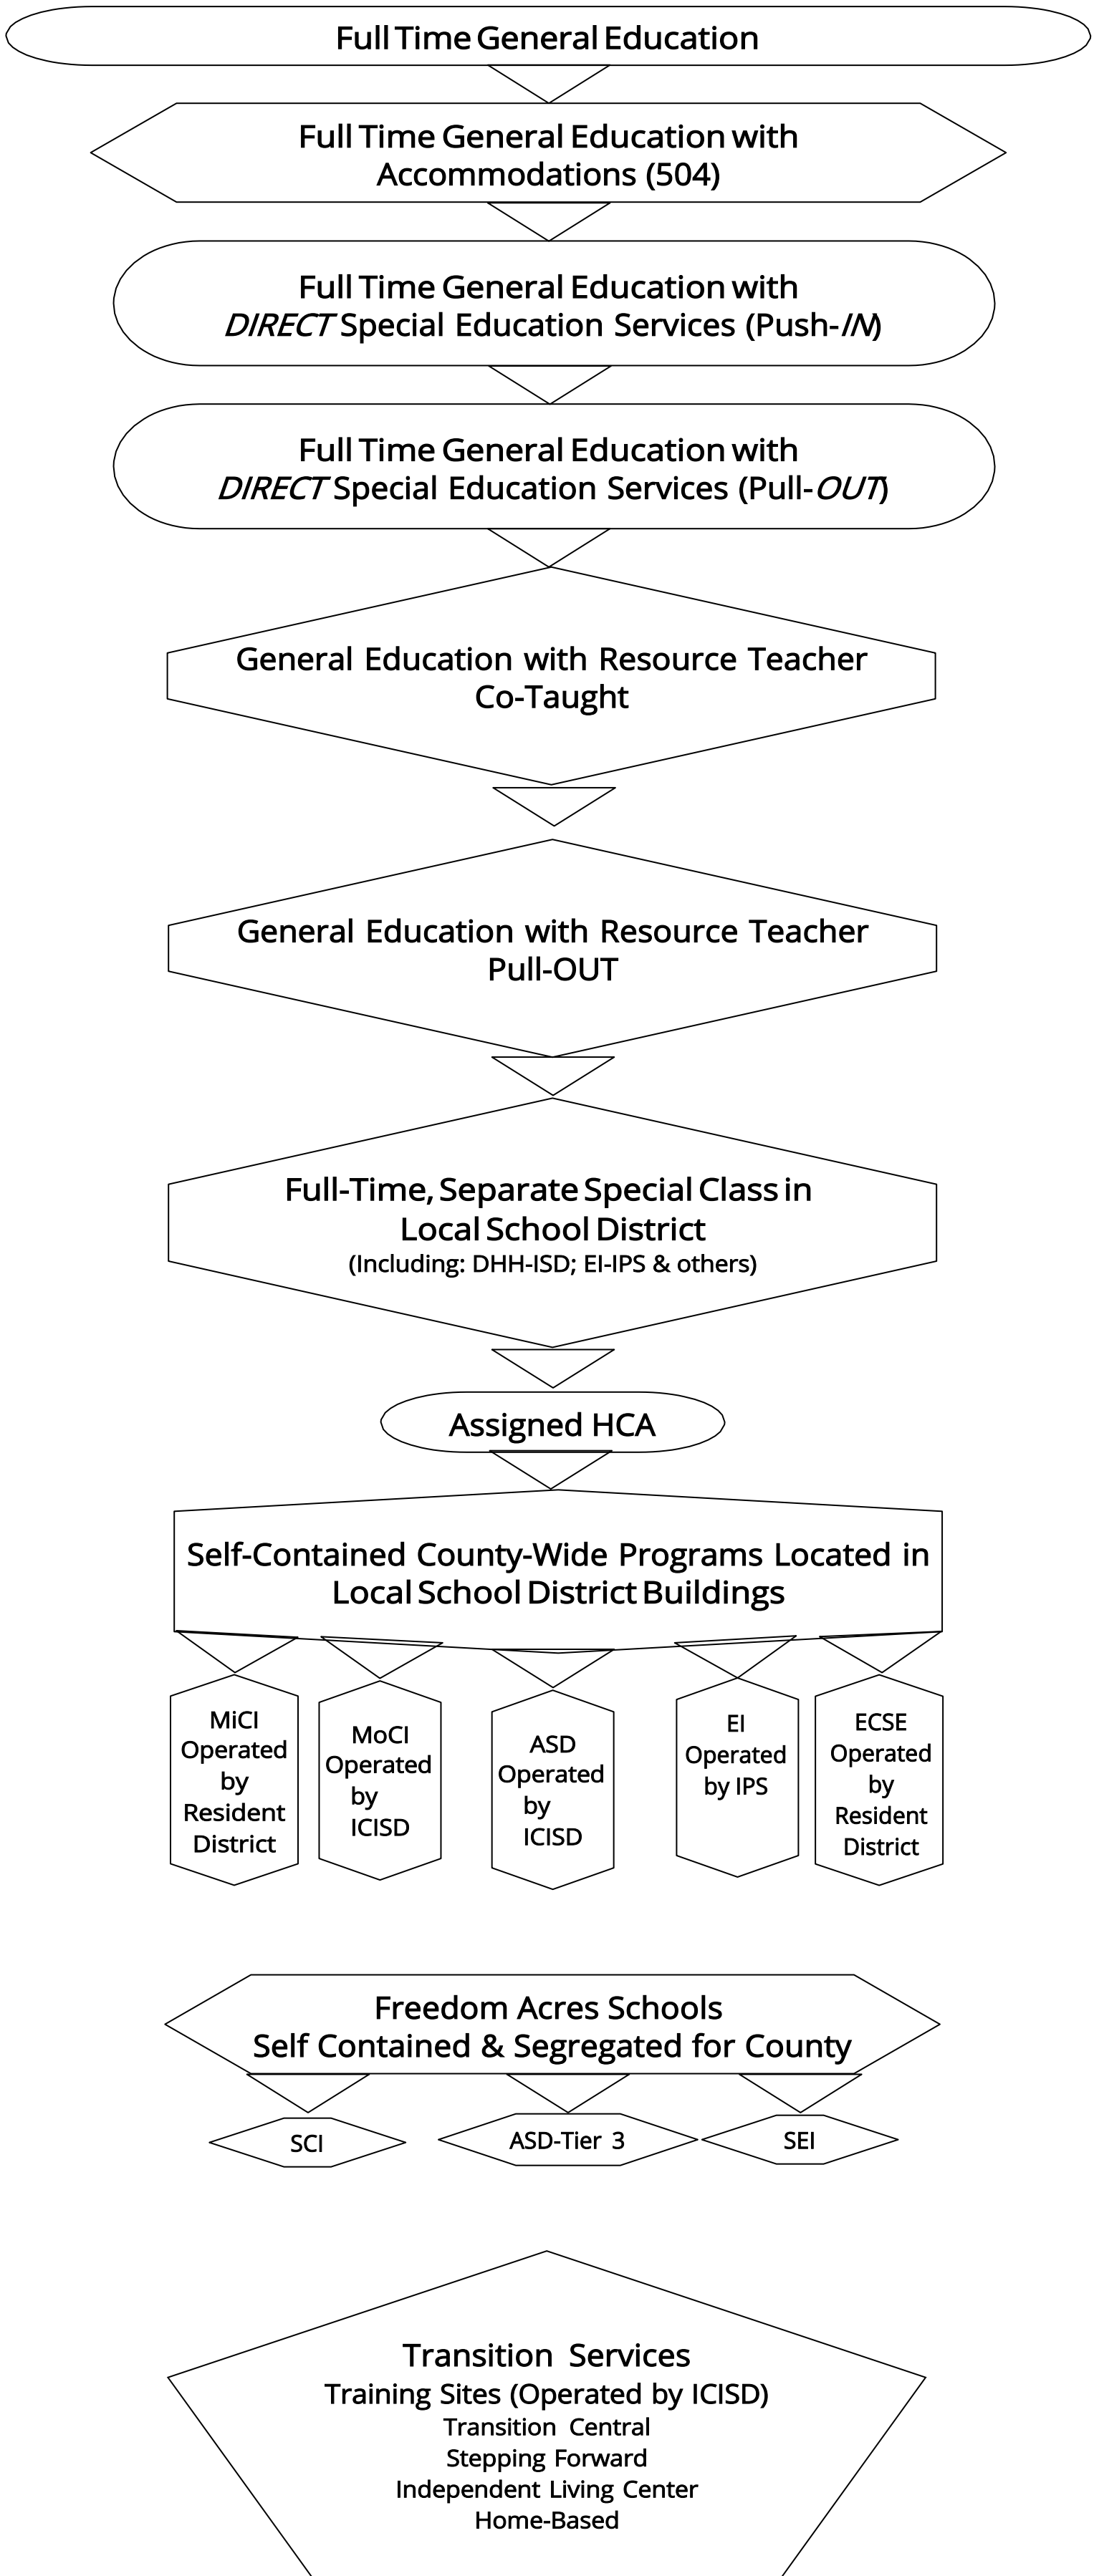 Full Time General Education
Full Time General Education with
Accommodations (504)
Full Time General Education with
DIRECT Special Education Services (Push-IN)
Full Time General Education with
DIRECT Special Education Services (Pull-OUT)
General Education with Resource Teacher
Co-Taught
General Education with Resource Teacher
Pull-OUT
Full-Time, Separate Special Class in
Local School District
(Including: DHH-ISD; EI-IPS & others)
Assigned HCA
Self-Contained County-Wide Programs Located in
Local School District Buildings
MiCI
Operated
by
Resident
District
MoCI
Operated
by
ICISD
ASD
Operated
by
ICISD
EI
Operated
by IPS
ECSE
Operated
by
Resident
District
Freedom Acres Schools
Self Contained & Segregated for County
SCI
ASD-Tier 3
SEI
Transition Services
Training Sites (Operated by ICISD)
Transition Central
Stepping Forward
Independent Living Center
Home-Based